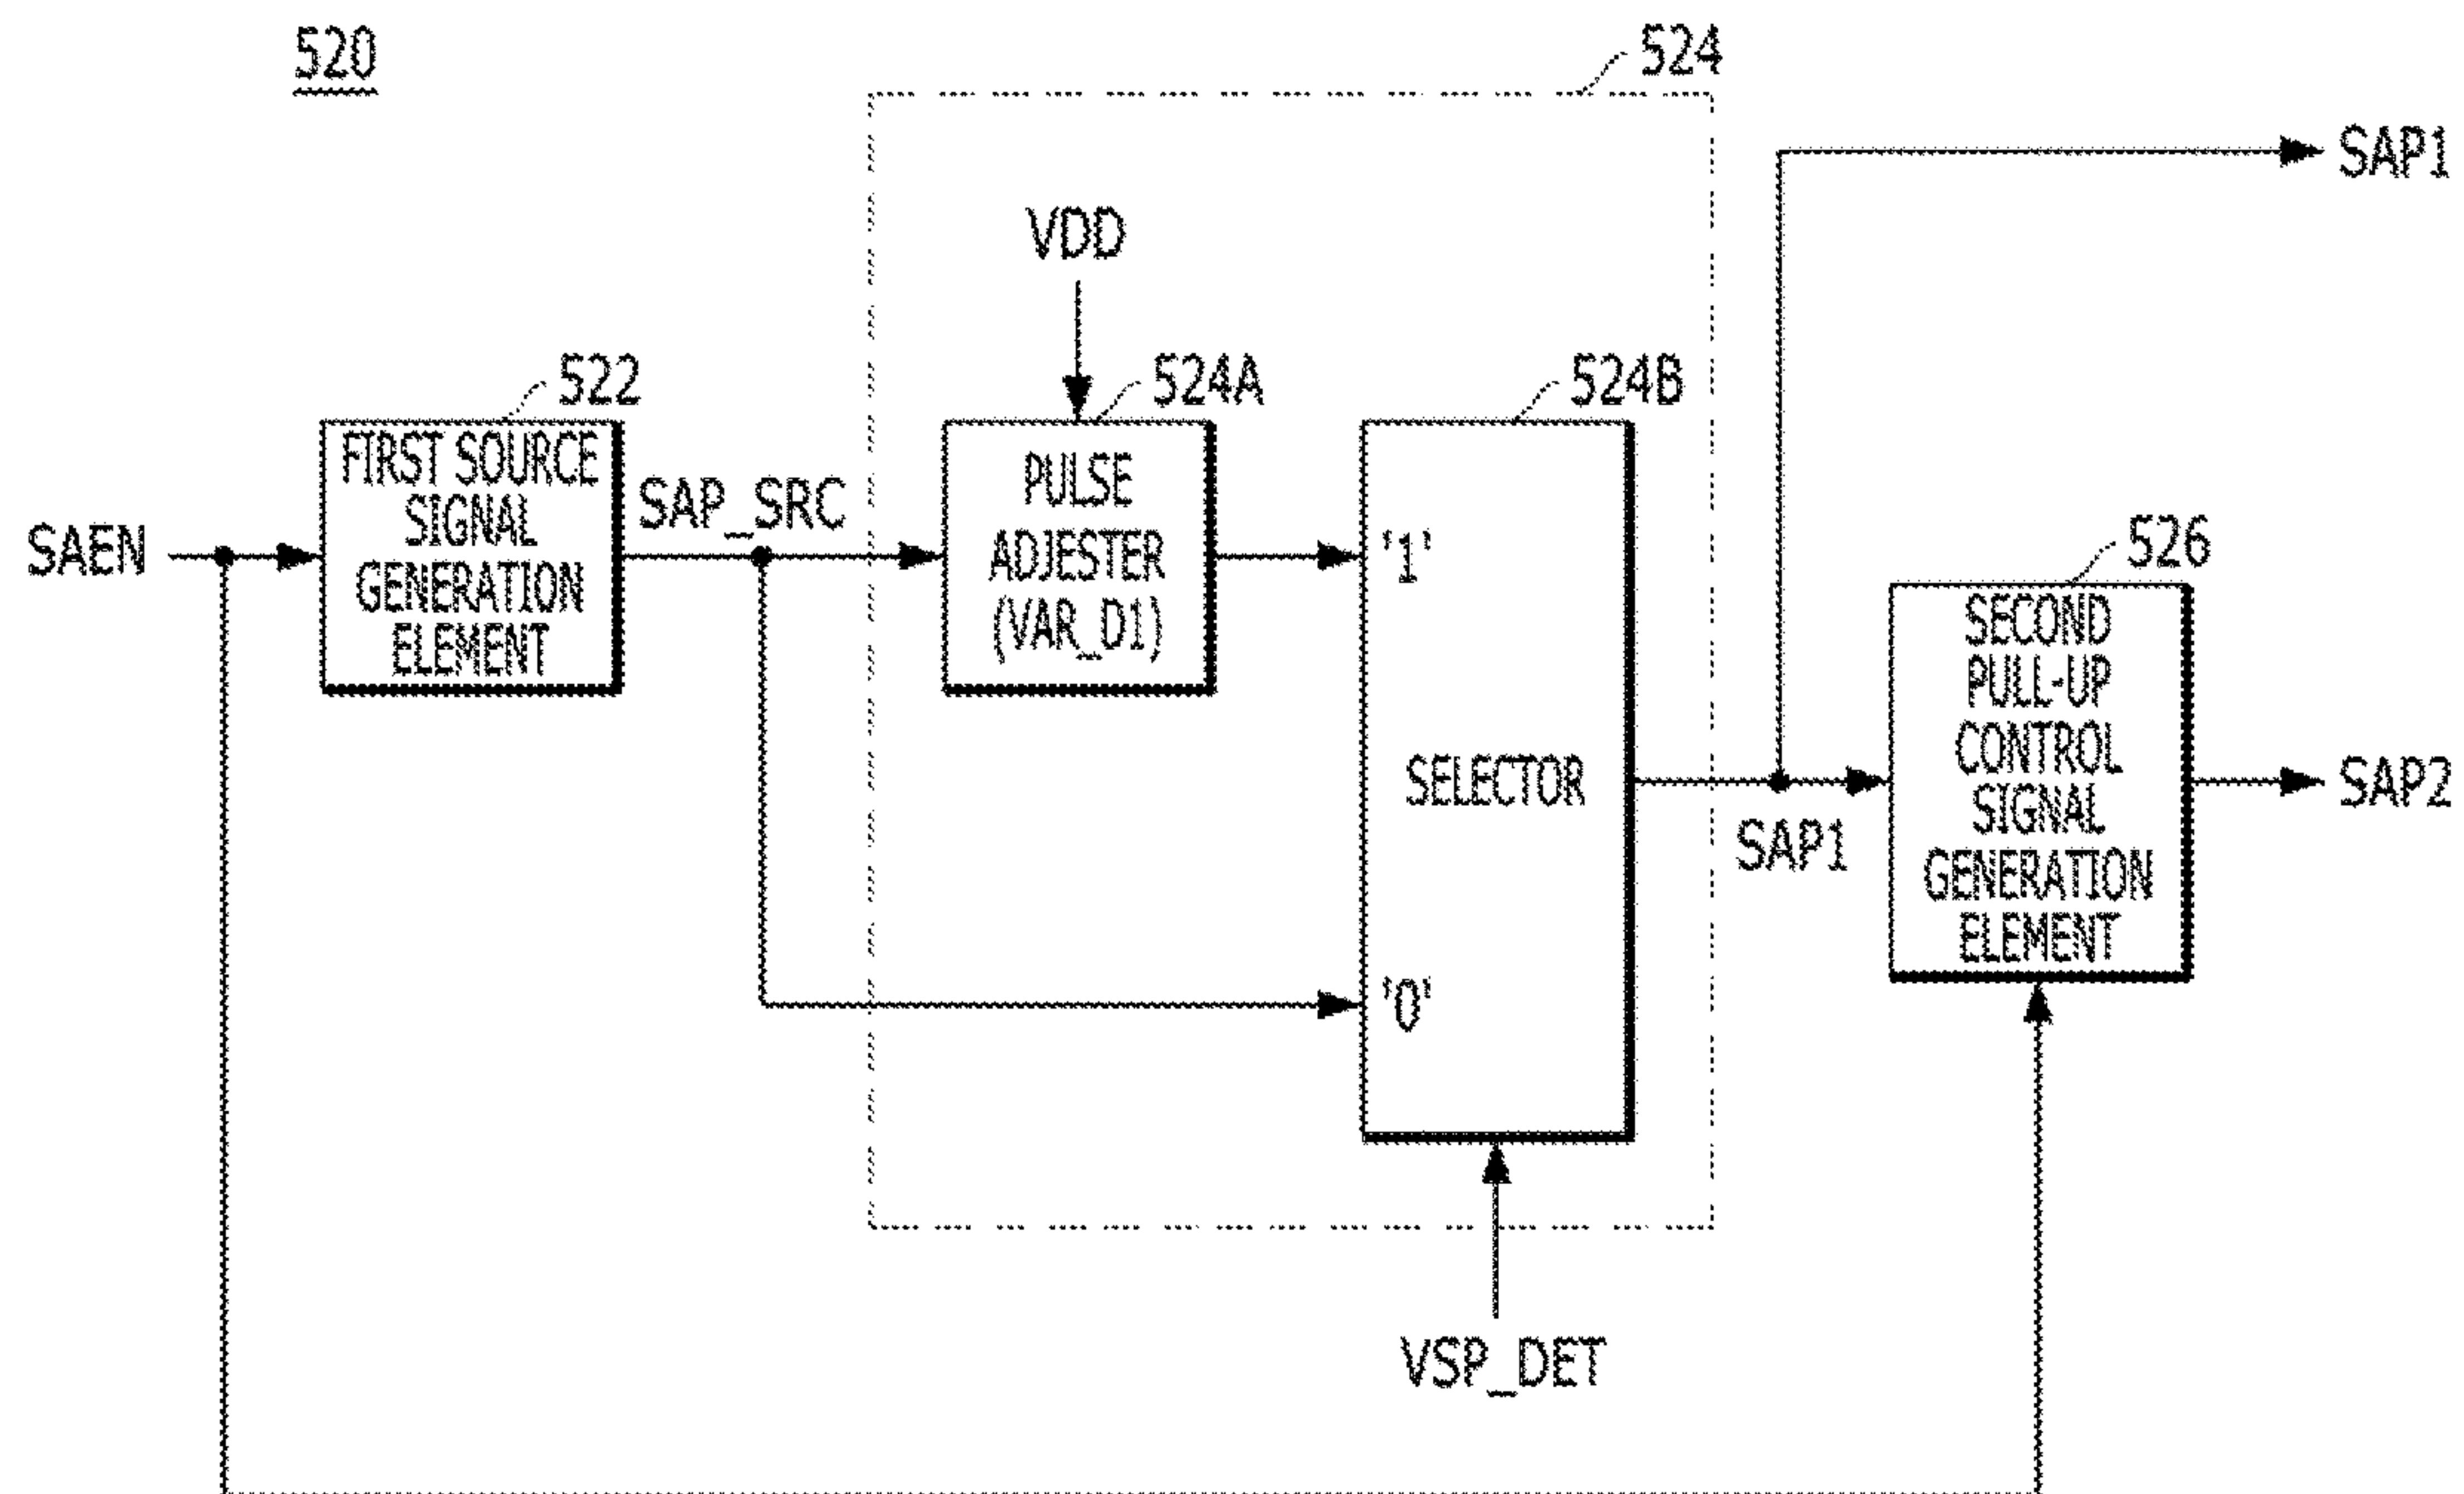 520
524
SAP1
VDD
522
524A
524B
FIRST SOURCE
SIGNAL
GENERATION
ELEMENT
SAP_SRC
PULSE
ADJESTER
(VAR_D1)
SAEN
'1'
526
SELECTOR
SECOND
PULL-UP
CONTROL
SIGNAL
GENERATION
ELEMENT
SAP1
SAP2
'0'
VSP_DET